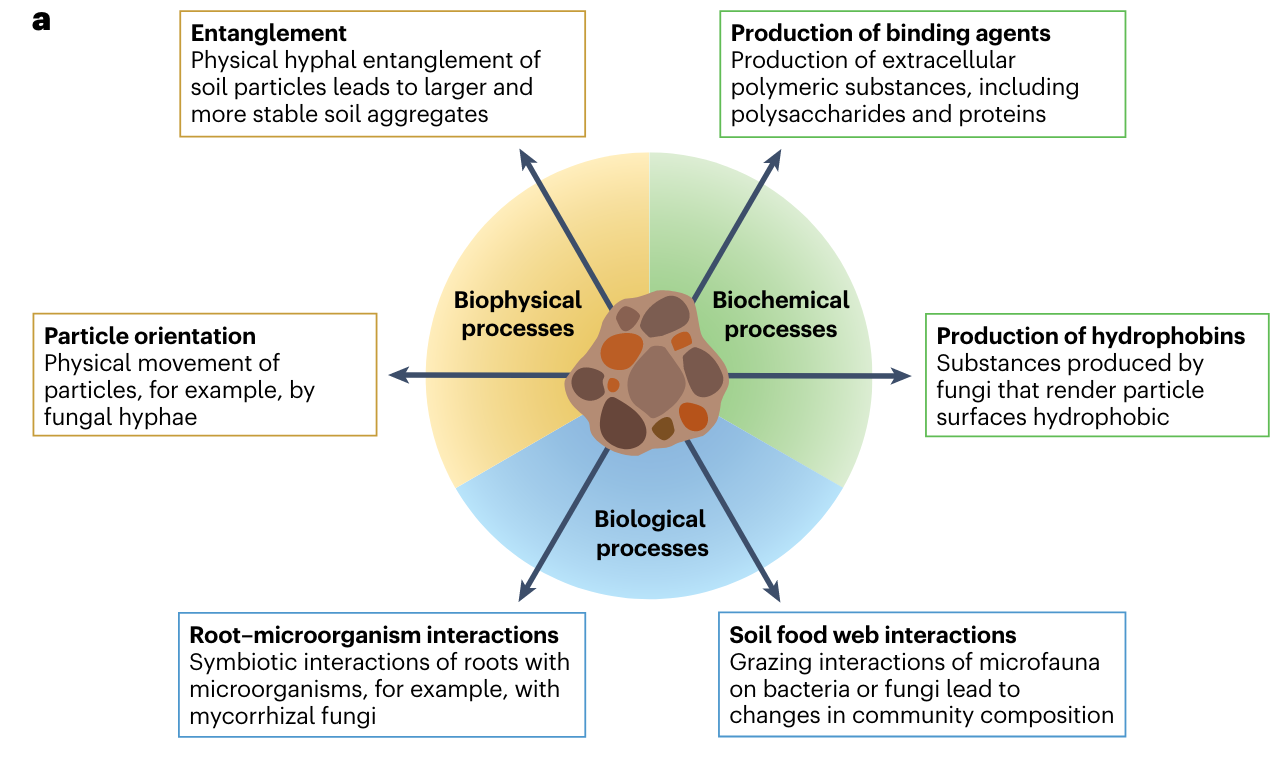 a
Entanglement
Physical hyphal entanglement of
soil particles leads to larger and
more stable soil aggregates
Production of binding agents
Production of extracellular
polymeric substances, including
polysaccharides and proteins
Biophysical
processes
Biochemical
processes
Particle orientation
Physical movement of
particles, for example, by
fungal hyphae
Production of hydrophobins
Substances produced by
fungi that render particle
surfaces hydrophobic
Biological
processes
Root–microorganism interactions
Symbiotic interactions of roots with
microorganisms, for example, with
mycorrhizal fungi
Soil food web interactions
Grazing interactions of microfauna
on bacteria or fungi lead to
changes in community composition